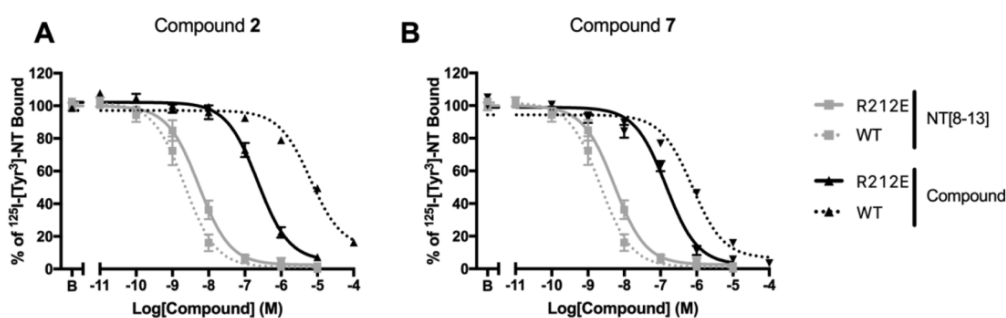 A
Compound 2
% of ¹²⁵I-[Tyr³]-NT Bound
120
100
80
60
40
20
0
B -11 -10 -9 -8 -7 -6 -5 -4
Log[Compound] (M)
B
Compound 7
% of ¹²⁵I-[Tyr³]-NT Bound
120
100
80
60
40
20
0
B -11 -10 -9 -8 -7 -6 -5 -4
Log[Compound] (M)
R212E
WT
NT[8-13]
R212E
WT
Compound